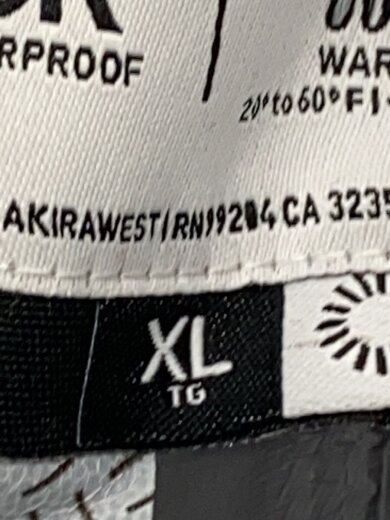 RPROOF
WAR
20° to 60° F
AKIRAWEST/RN19204 CA 3235
XL
TG